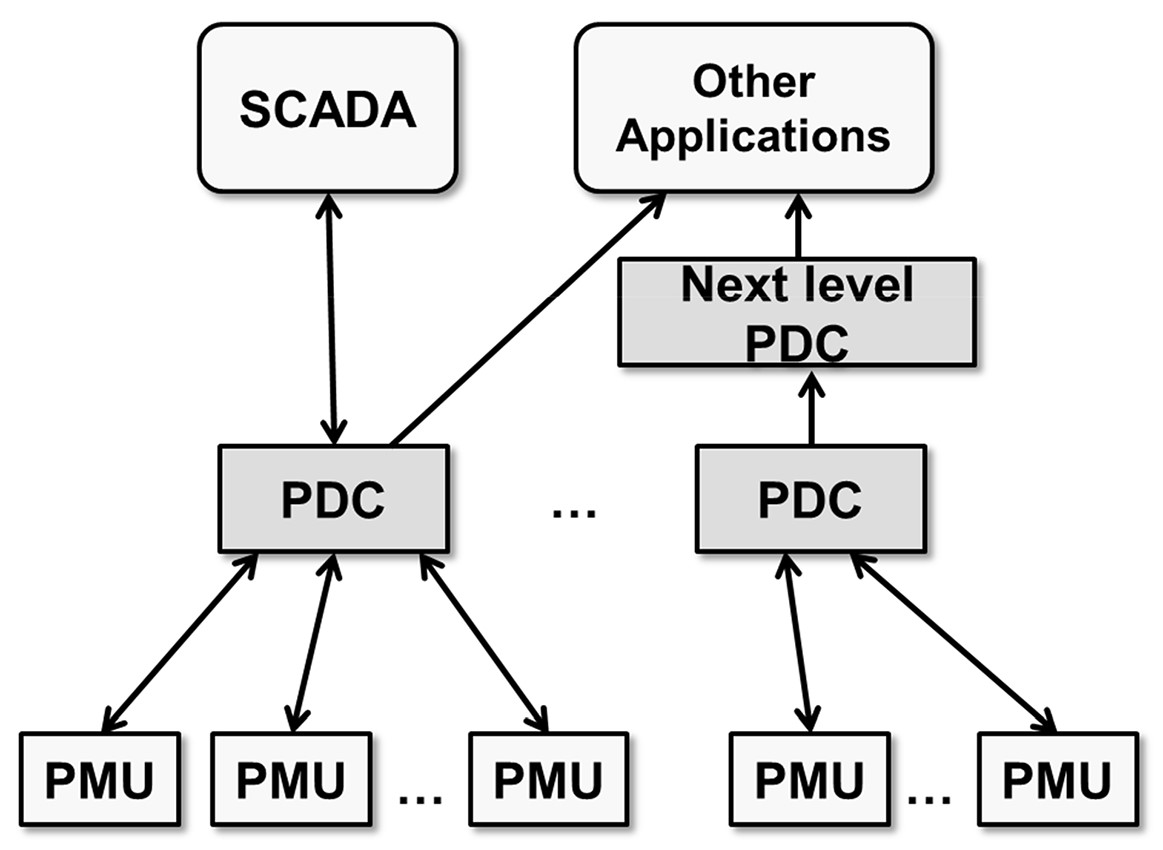 SCADA
Other
Applications
Next level
PDC
PDC
...
PDC
PMU
PMU
...
PMU
PMU
...
PMU